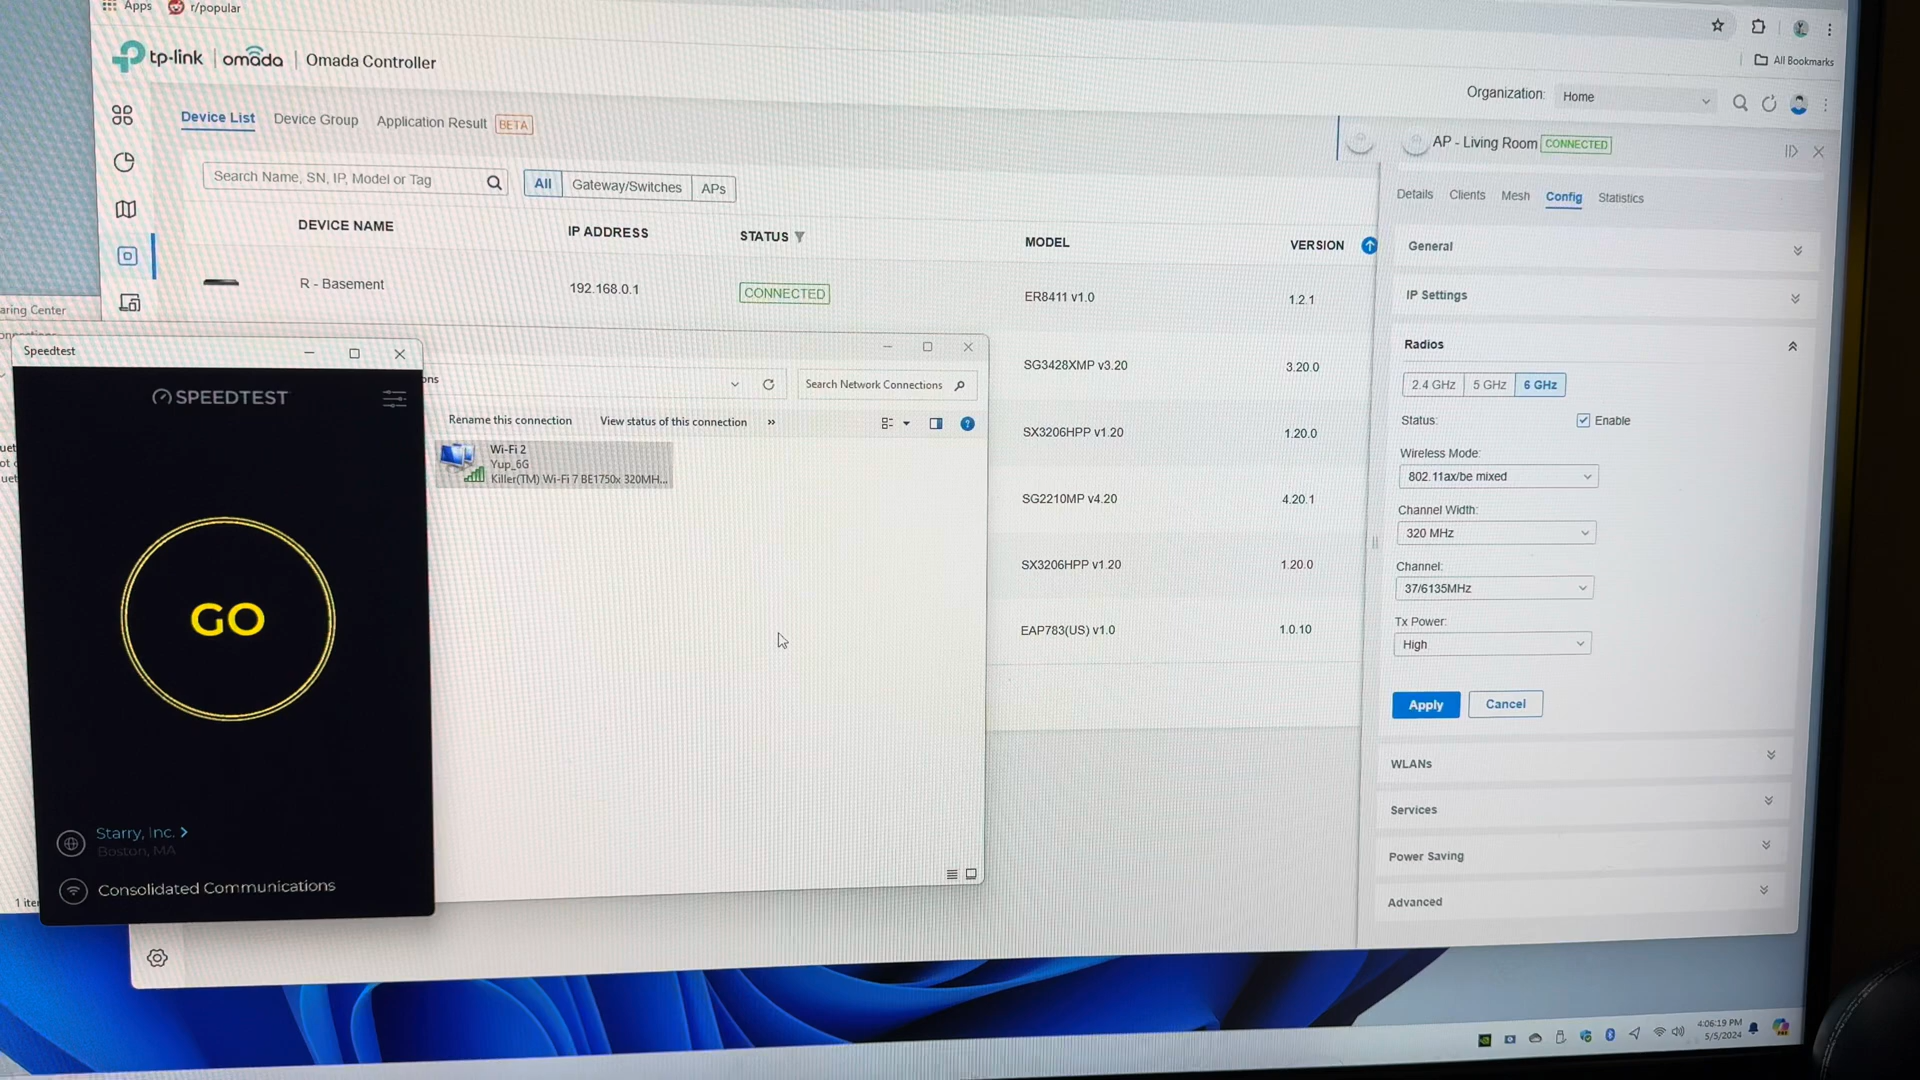 Apps
r/popular
All Bookmarks
tp-link | omada | Omada Controller
Organization: Home
Device List
Device Group
Application Result BETA
Search Name, SN, IP, Model or Tag
All
Gateway/Switches
APs
DEVICE NAME
IP ADDRESS
STATUS
MODEL
VERSION
R - Basement
192.168.0.1
CONNECTED
ER8411 v1.0
1.2.1
SG3428XMP v3.20
3.20.0
SX3206HPP v1.20
1.20.0
SG2210MP v4.20
4.20.1
SX3206HPP v1.20
1.20.0
EAP783(US) v1.0
1.0.10
AP - Living Room CONNECTED
Details
Clients
Mesh
Config
Statistics
General
IP Settings
Radios
2.4 GHz
5 GHz
6 GHz
Status:
Enable
Wireless Mode:
802.11ax/be mixed
Channel Width:
320 MHz
Channel:
37/6135MHz
Tx Power:
High
Apply
Cancel
WLANs
Services
Power Saving
Advanced
aring Center
Speedtest
SPEEDTEST
GO
Starry, Inc. >
Boston, MA
Consolidated Communications
ons
Search Network Connections
Rename this connection
View status of this connection
»
Wi-Fi 2
Yup_6G
Killer(TM) Wi-Fi 7 BE1750x 320MH...
4:06:19 PM
5/5/2024